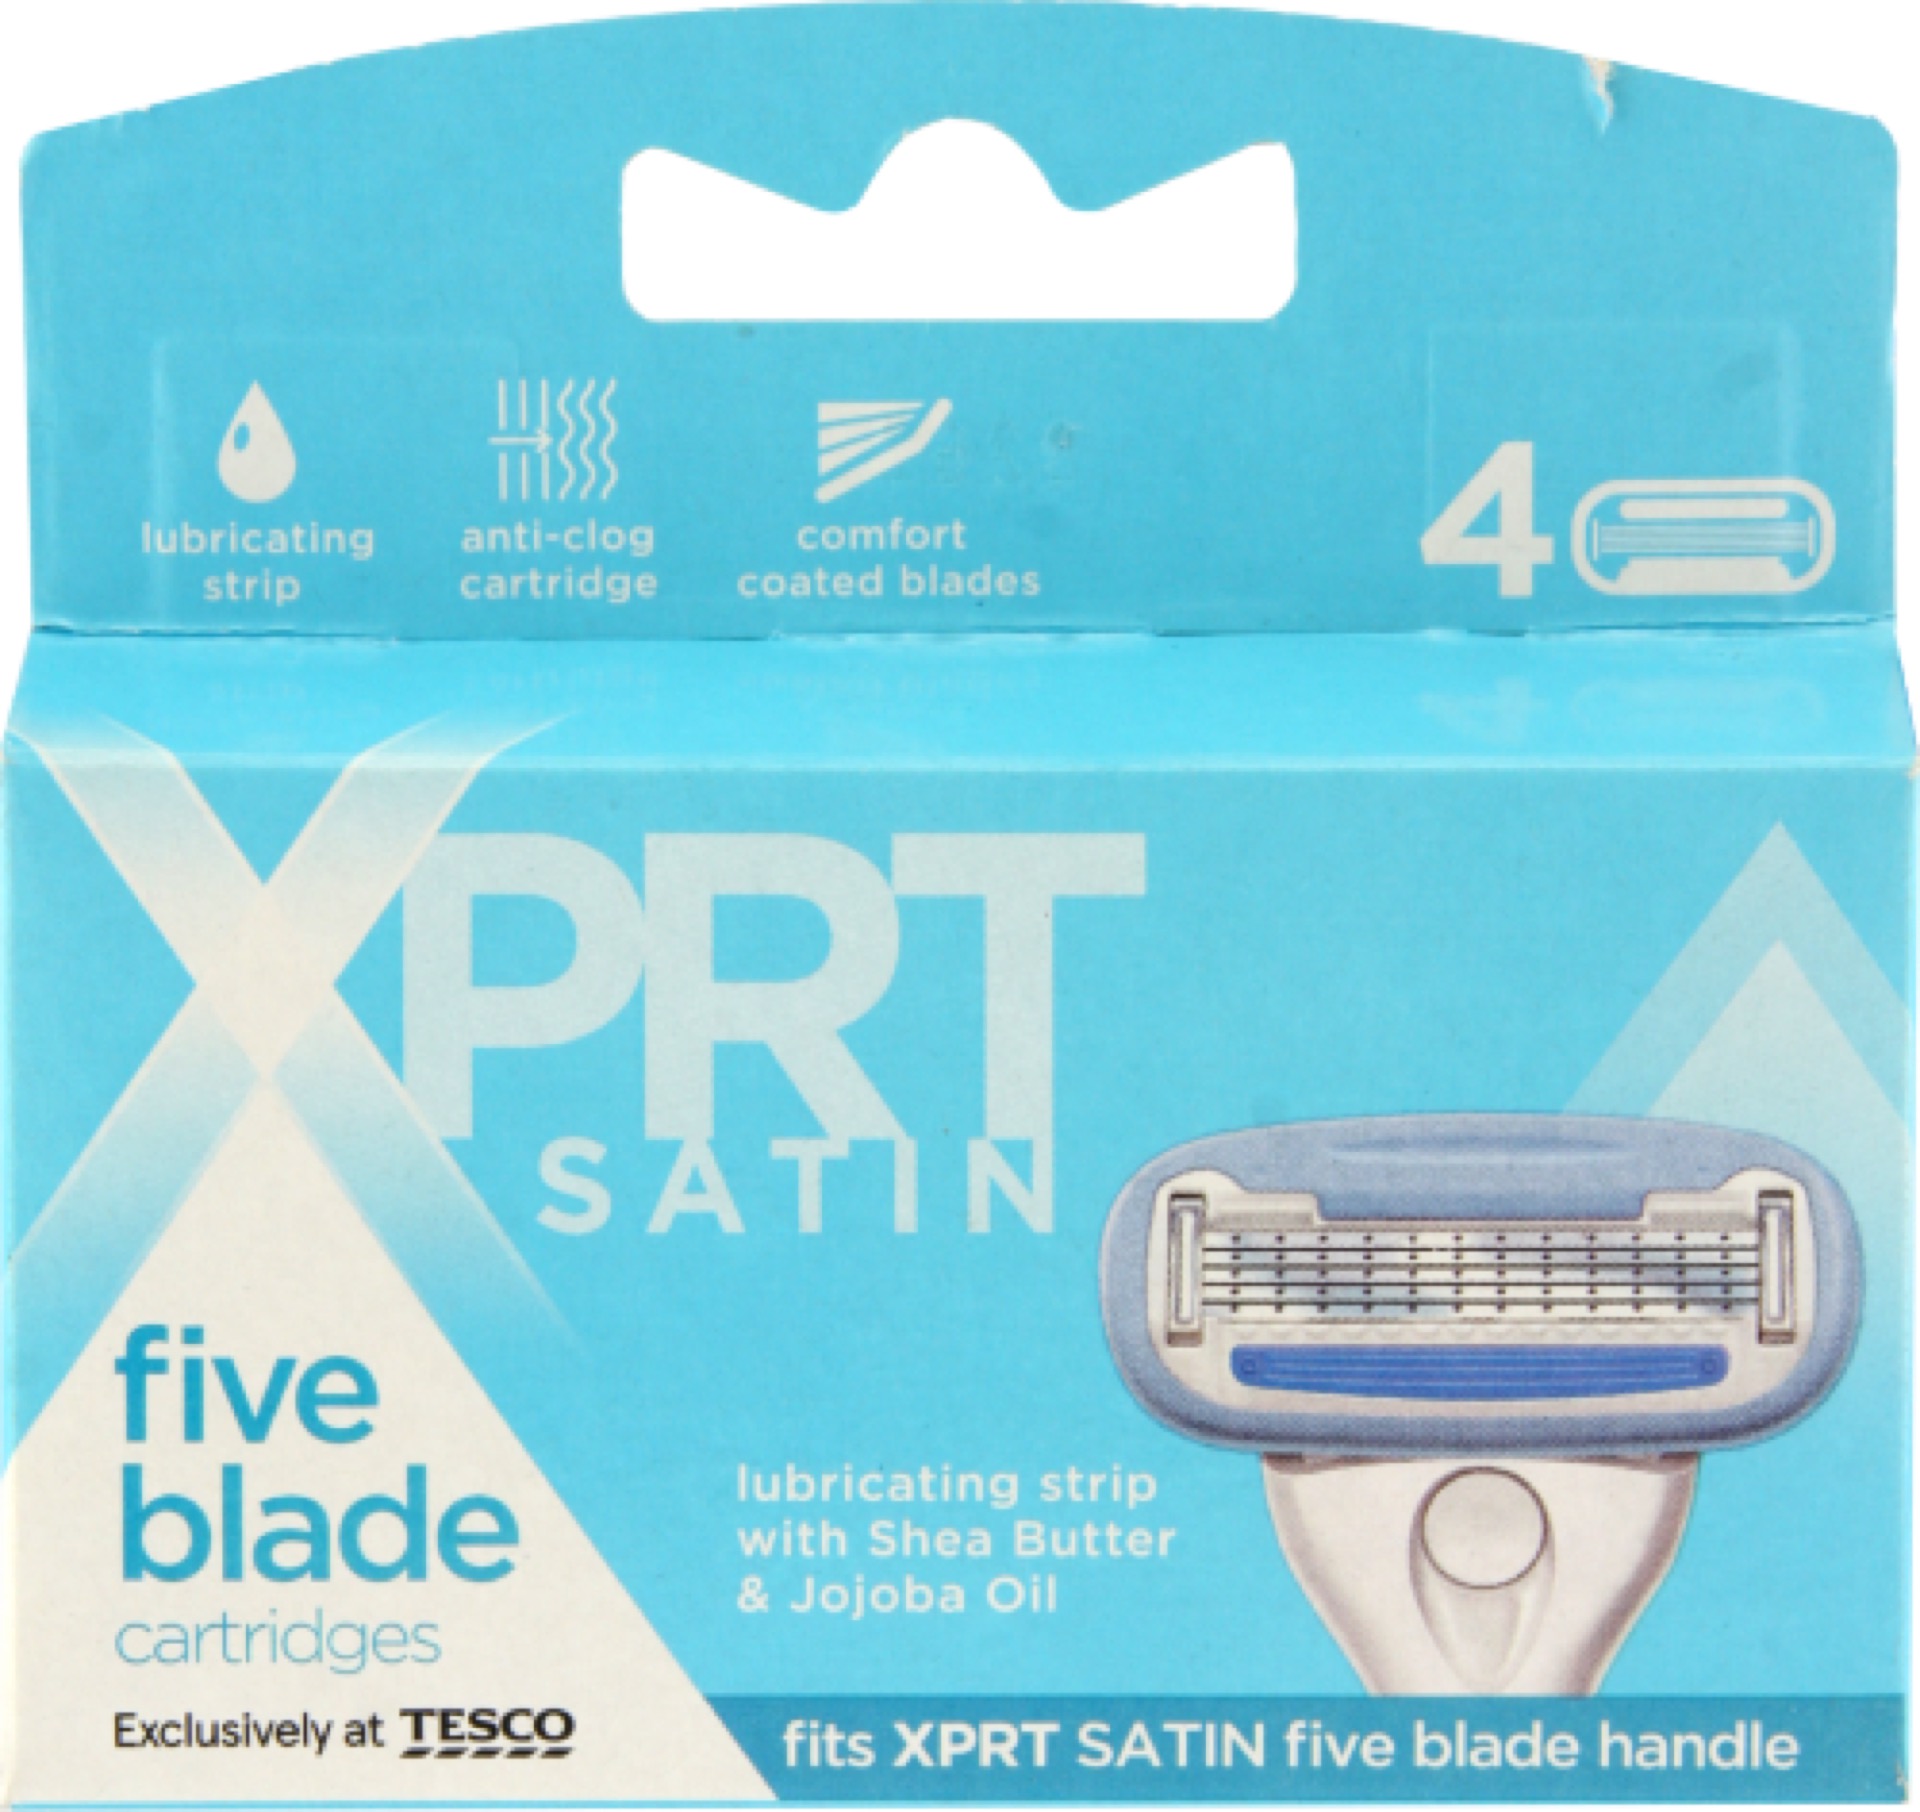 lubricating
strip
anti-clog
cartridge
comfort
coated blades
4
XPRT
SATIN
five
blade
cartridges
Exclusively at TESCO
lubricating strip
with Shea Butter
& Jojoba Oil
fits XPRT SATIN five blade handle